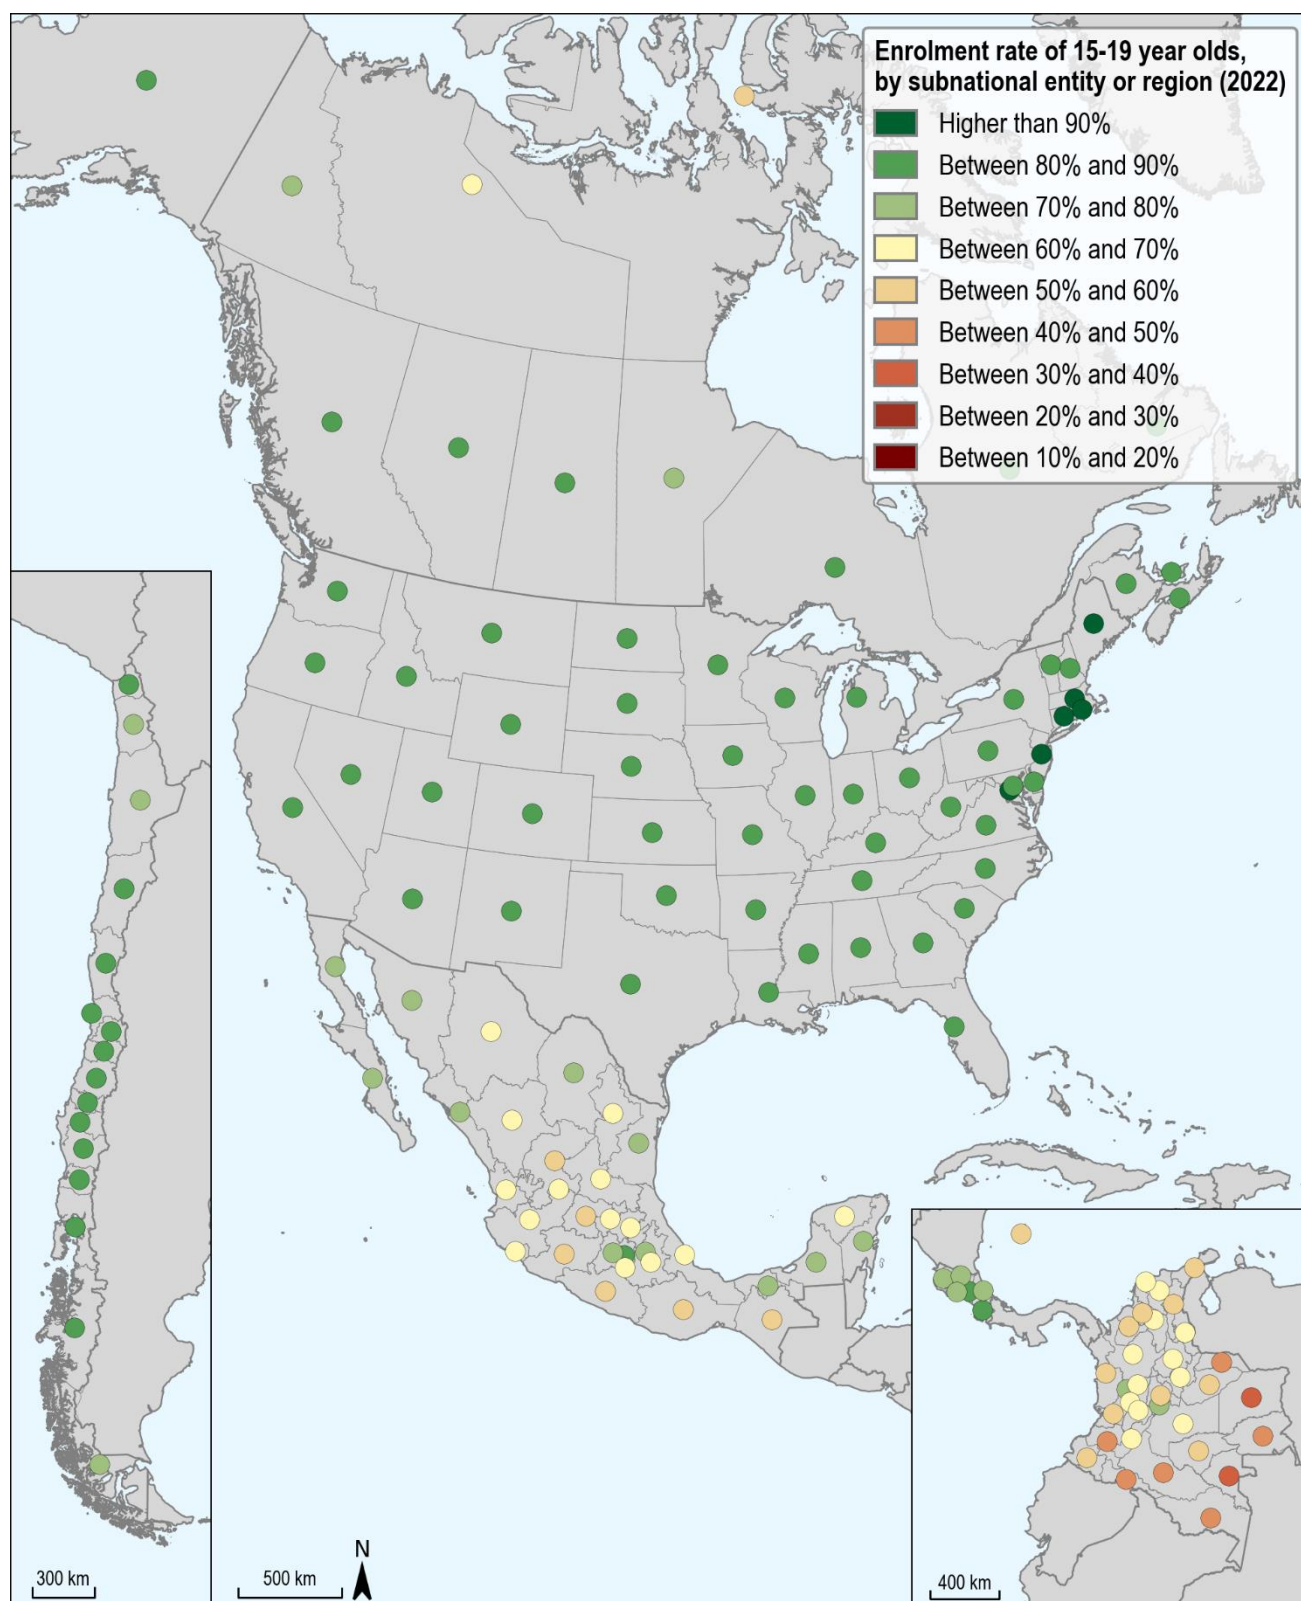 Enrolment rate of 15-19 year olds,
by subnational entity or region (2022)
Higher than 90%
Between 80% and 90%
Between 70% and 80%
Between 60% and 70%
Between 50% and 60%
Between 40% and 50%
Between 30% and 40%
Between 20% and 30%
Between 10% and 20%
300 km
500 km
N
400 km